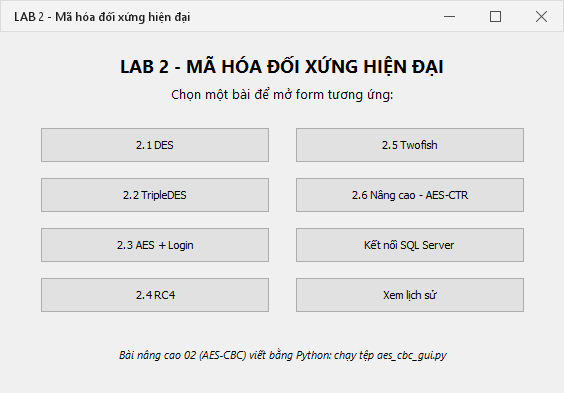 LAB 2 - Mã hóa đối xứng hiện đại
LAB 2 - MÃ HÓA ĐỐI XỨNG HIỆN ĐẠI
Chọn một bài để mở form tương ứng:
2.1 DES
2.5 Twofish
2.2 TripleDES
2.6 Nâng cao - AES-CTR
2.3 AES + Login
Kết nối SQL Server
2.4 RC4
Xem lịch sử
Bài nâng cao 02 (AES-CBC) viết bằng Python: chạy tệp aes_cbc_gui.py